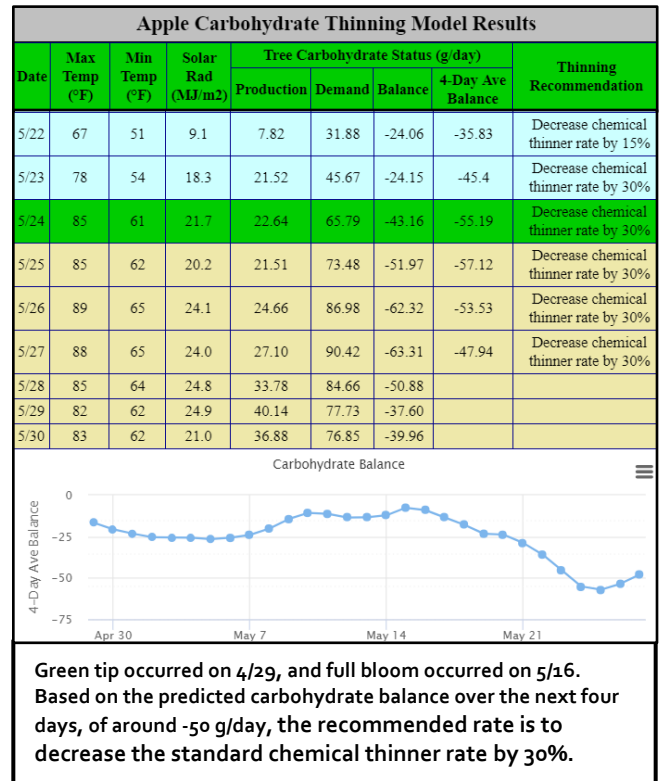 Apple Carbohydrate Thinning Model Results
Date Max Temp (°F) Min Temp (°F) Solar Rad (MJ/m2) Tree Carbohydrate Status (g/day) Thinning Recommendation
Production Demand Balance 4-Day Ave Balance
5/22 67 51 9.1 7.82 31.88 -24.06 -35.83 Decrease chemical thinner rate by 15%
5/23 78 54 18.3 21.52 45.67 -24.15 -45.4 Decrease chemical thinner rate by 30%
5/24 85 61 21.7 22.64 65.79 -43.16 -55.19 Decrease chemical thinner rate by 30%
5/25 85 62 20.2 21.51 73.48 -51.97 -57.12 Decrease chemical thinner rate by 30%
5/26 89 65 24.1 24.66 86.98 -62.32 -53.53 Decrease chemical thinner rate by 30%
5/27 88 65 24.0 27.10 90.42 -63.31 -47.94 Decrease chemical thinner rate by 30%
5/28 85 64 24.8 33.78 84.66 -50.88
5/29 82 62 24.9 40.14 77.73 -37.60
5/30 83 62 21.0 36.88 76.85 -39.96
Carbohydrate Balance
4-Day Ave Balance
0
-25
-50
-75
Apr 30 May 7 May 14 May 21
Green tip occurred on 4/29, and full bloom occurred on 5/16.
Based on the predicted carbohydrate balance over the next four
days, of around -50 g/day, the recommended rate is to
decrease the standard chemical thinner rate by 30%.